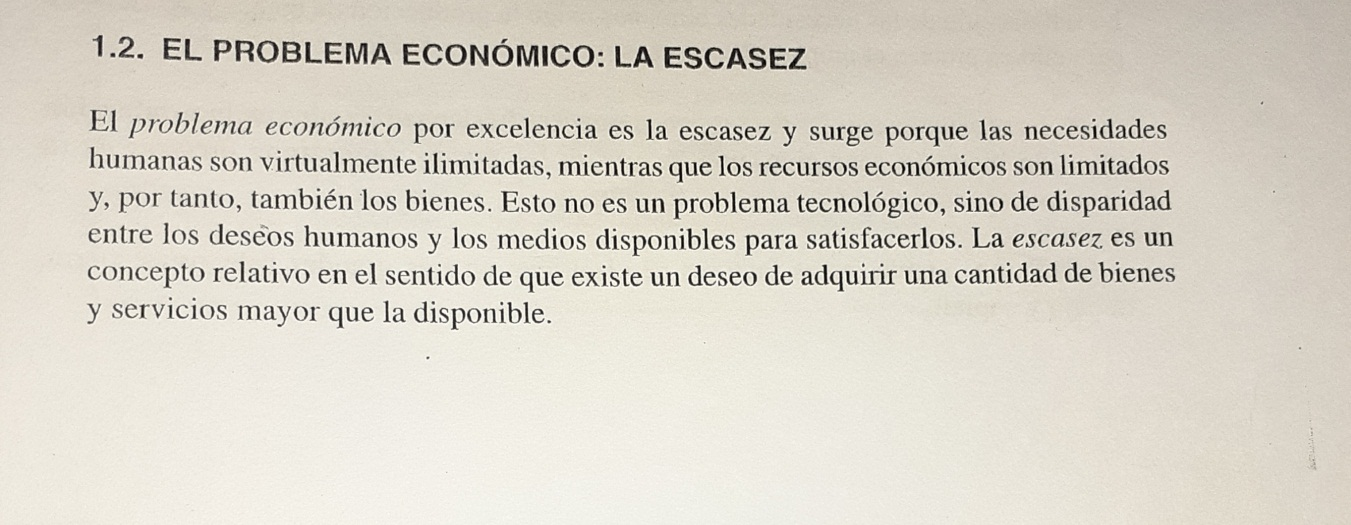 1.2. EL PROBLEMA ECONÓMICO: LA ESCASEZ
El problema económico por excelencia es la escasez y surge porque las necesidades
humanas son virtualmente ilimitadas, mientras que los recursos económicos son limitados
y, por tanto, también los bienes. Esto no es un problema tecnológico, sino de disparidad
entre los deseos humanos y los medios disponibles para satisfacerlos. La escasez es un
concepto relativo en el sentido de que existe un deseo de adquirir una cantidad de bienes
y servicios mayor que la disponible.